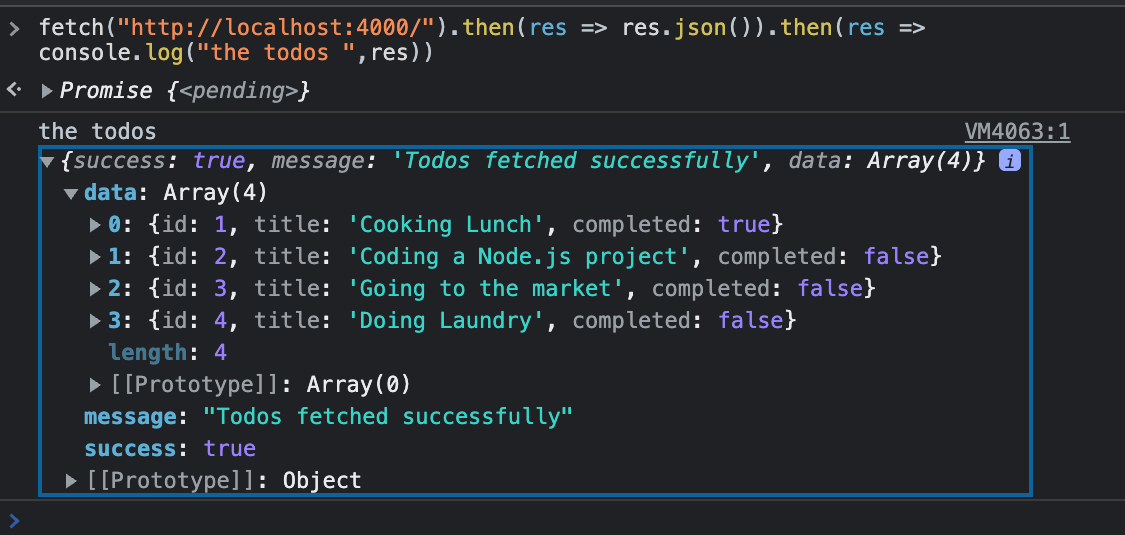 > fetch("http://localhost:4000/").then(res => res.json()).then(res =>
console.log("the todos ",res))
<· ▶ Promise {<pending>}
the todos VM4063:1
▼ {success: true, message: 'Todos fetched successfully', data: Array(4)} i
▼ data: Array(4)
▶ 0: {id: 1, title: 'Cooking Lunch', completed: true}
▶ 1: {id: 2, title: 'Coding a Node.js project', completed: false}
▶ 2: {id: 3, title: 'Going to the market', completed: false}
▶ 3: {id: 4, title: 'Doing Laundry', completed: false}
length: 4
▶ [[Prototype]]: Array(0)
message: "Todos fetched successfully"
success: true
▶ [[Prototype]]: Object
>